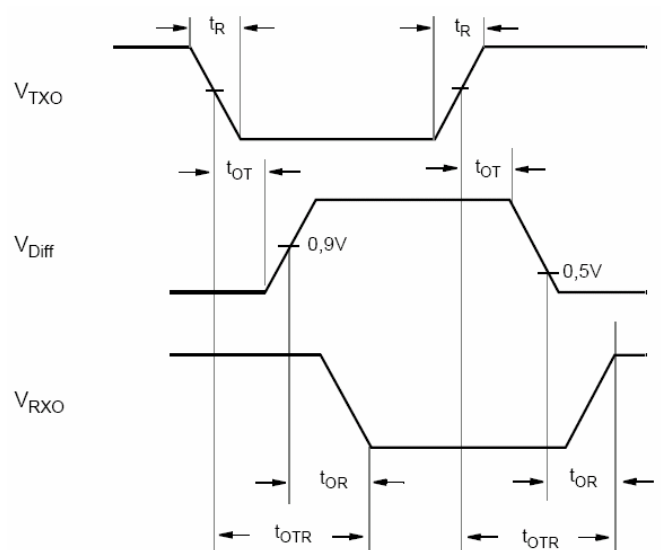 tR tR
VTXO
tOT tOT
VDiff 0,9V 0,5V
VRXO
tOR tOR
tOTR tOTR